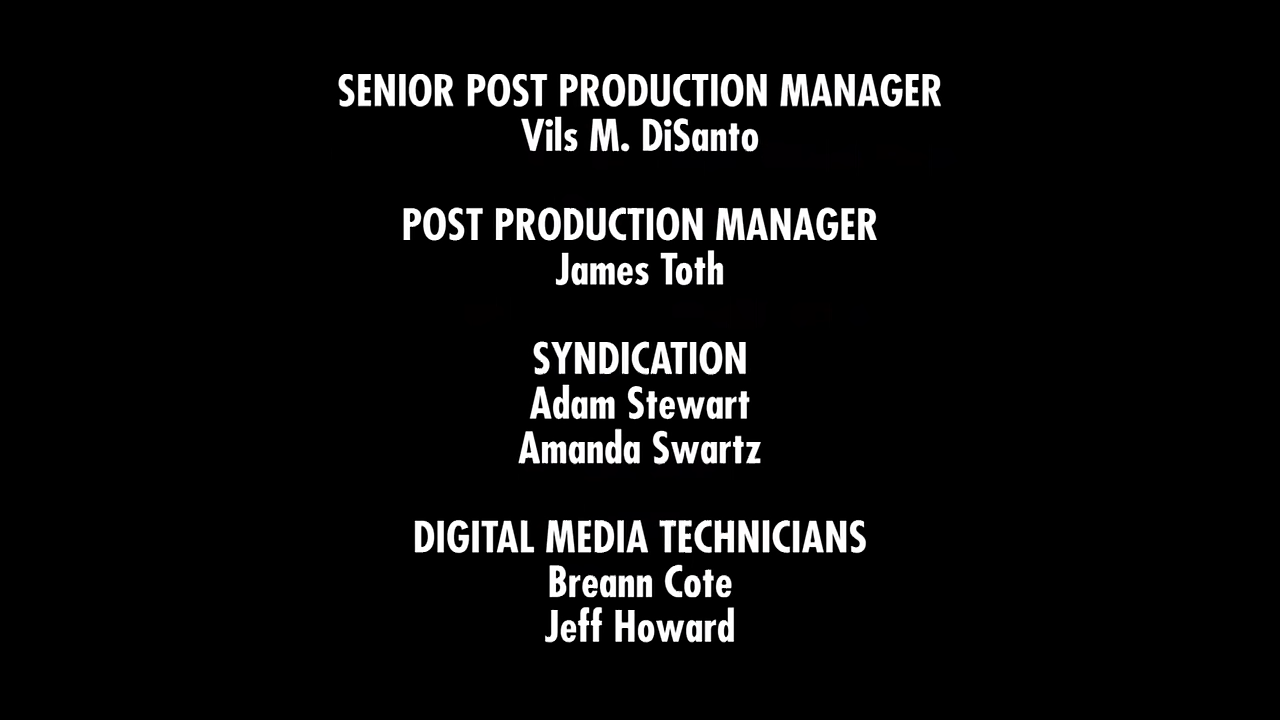 SENIOR POST PRODUCTION MANAGER
Vils M. DiSanto
POST PRODUCTION MANAGER
James Toth
SYNDICATION
Adam Stewart
Amanda Swartz
DIGITAL MEDIA TECHNICIANS
Breann Cote
Jeff Howard